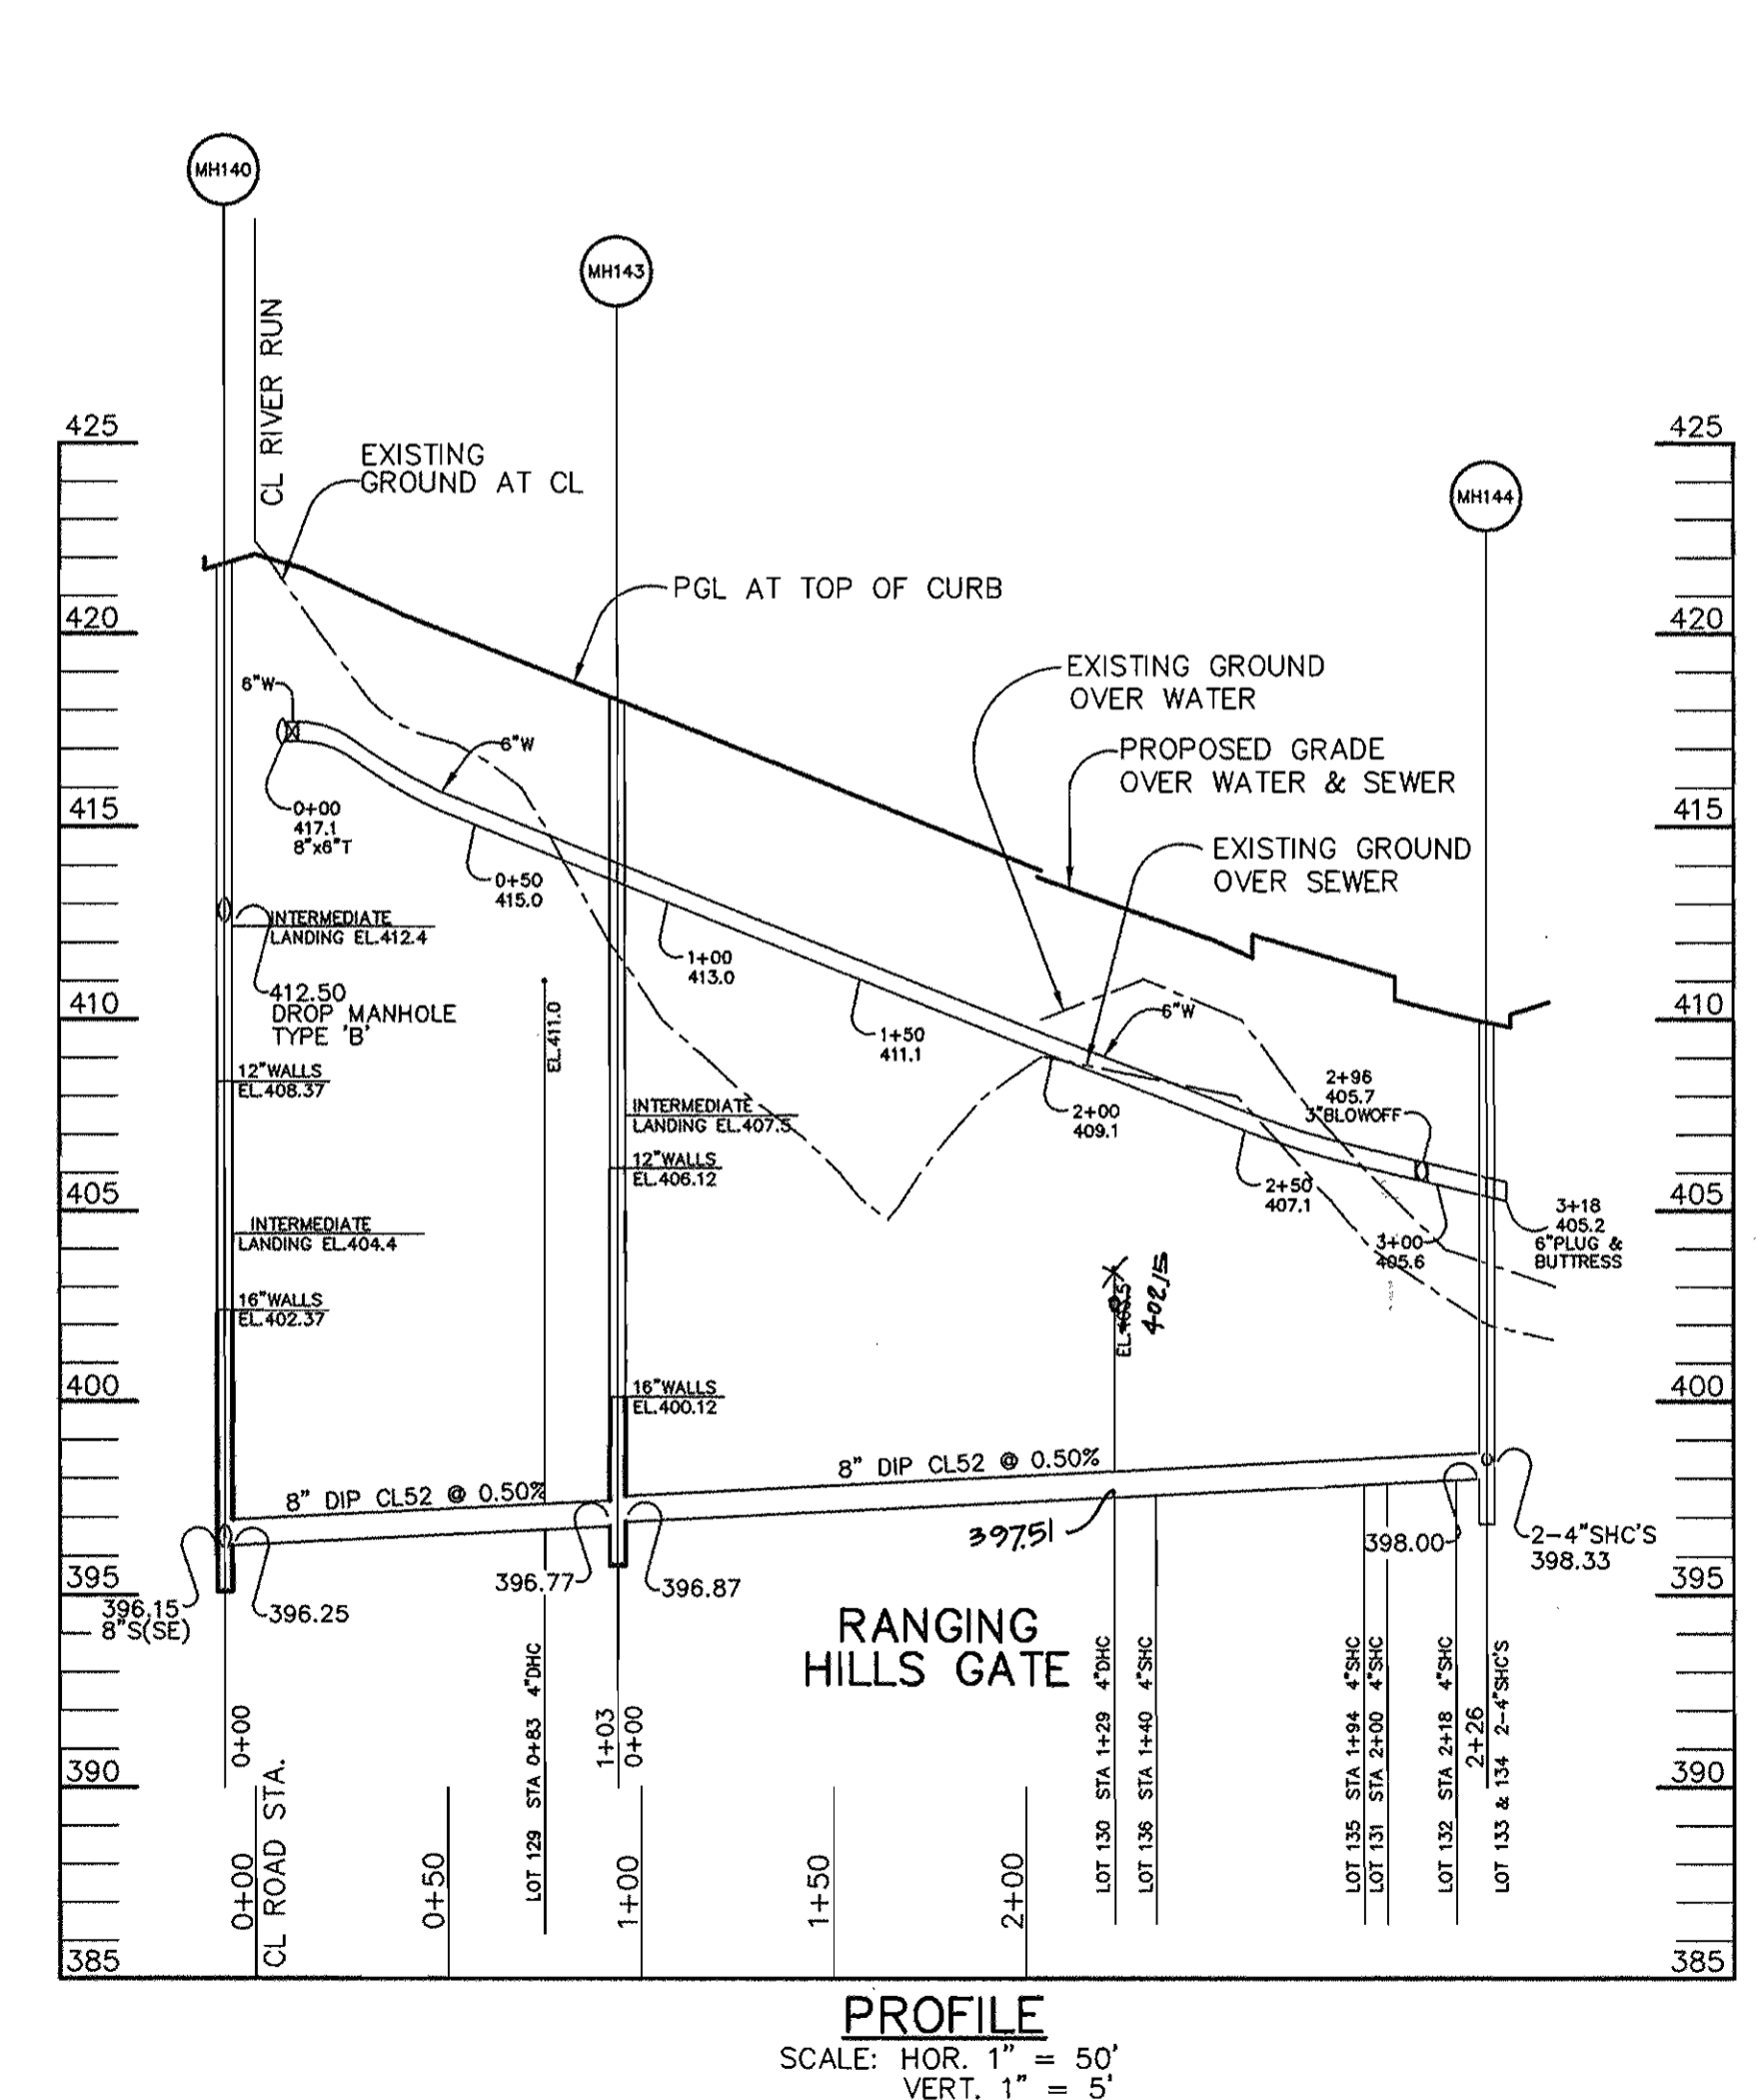 MH140
MH143
MH144
CL RIVER RUN
425
420
415
410
405
400
395
390
385
425
420
415
410
405
400
395
390
385
EXISTING
GROUND AT CL
PGL AT TOP OF CURB
EXISTING GROUND
OVER WATER
PROPOSED GRADE
OVER WATER & SEWER
EXISTING GROUND
OVER SEWER
6"W
6"W
6"W
0+00
417.1
8"x6"T
0+50
415.0
1+00
413.0
1+50
411.1
2+00
409.1
2+50
407.1
2+96
405.7
3"BLOWOFF
3+00
405.6
3+18
405.2
6"PLUG &
BUTTRESS
INTERMEDIATE
LANDING EL.412.4
412.50
DROP MANHOLE
TYPE 'B'
12"WALLS
EL.408.37
INTERMEDIATE
LANDING EL.404.4
16"WALLS
EL.402.37
EL.411.0
INTERMEDIATE
LANDING EL.407.5
12"WALLS
EL.406.12
16"WALLS
EL.400.12
EL.403.5
402.15
8" DIP CL52 @ 0.50%
8" DIP CL52 @ 0.50%
396.15
8"S(SE)
396.25
396.77
396.87
397.51
398.00
2-4"SHC'S
398.33
RANGING
HILLS GATE
0+00
LOT 129 STA 0+83 4"DHC
1+03
0+00
LOT 130 STA 1+29 4"DHC
LOT 136 STA 1+40 4"SHC
LOT 135 STA 1+94 4"SHC
LOT 131 STA 2+00 4"SHC
LOT 132 STA 2+18 4"SHC
2+26
LOT 133 & 134 2-4"SHC'S
0+00
CL ROAD STA.
0+50
1+00
1+50
2+00
PROFILE
SCALE: HOR. 1" = 50'
VERT. 1" = 5'